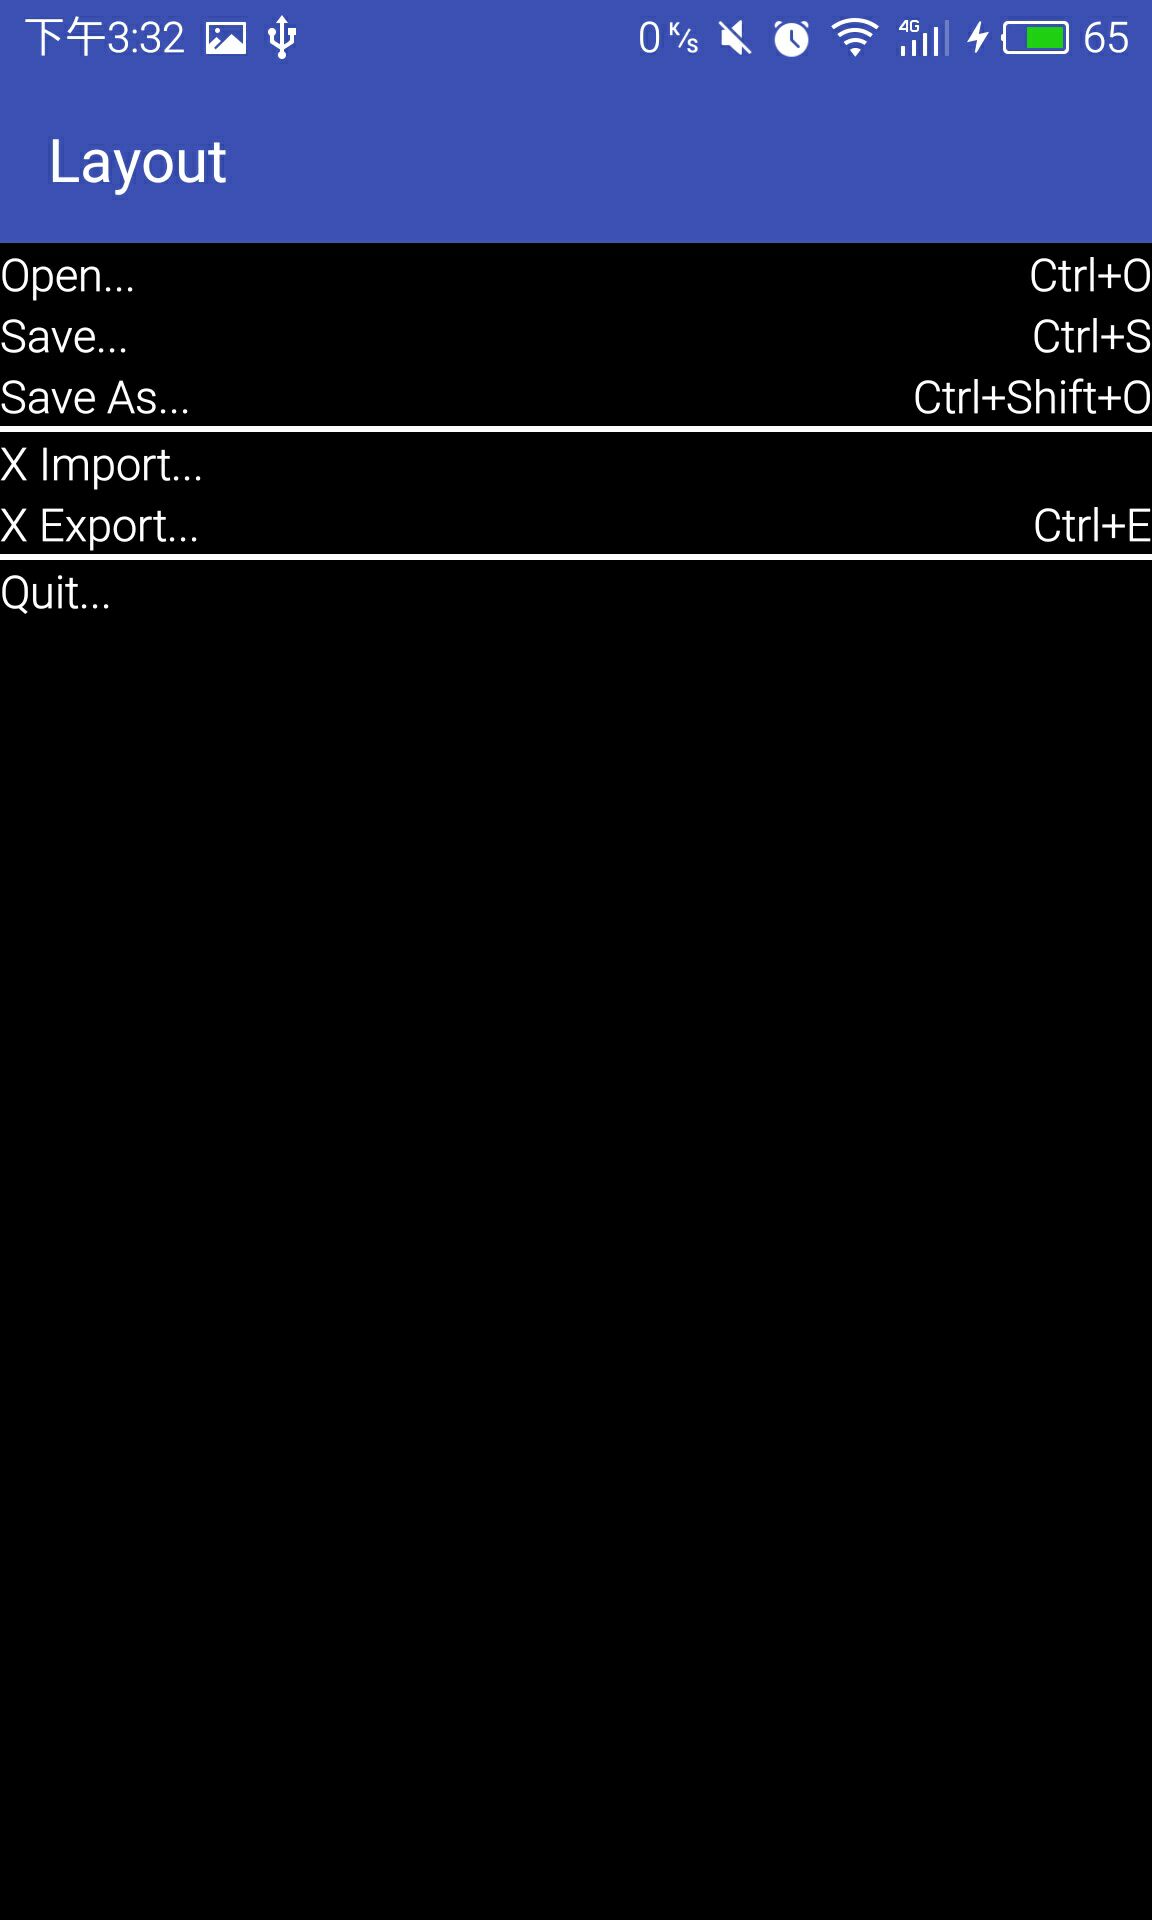 下午3:32 0 K/s 4G 65
Layout
Open... Ctrl+O
Save... Ctrl+S
Save As... Ctrl+Shift+O
X Import...
X Export... Ctrl+E
Quit...